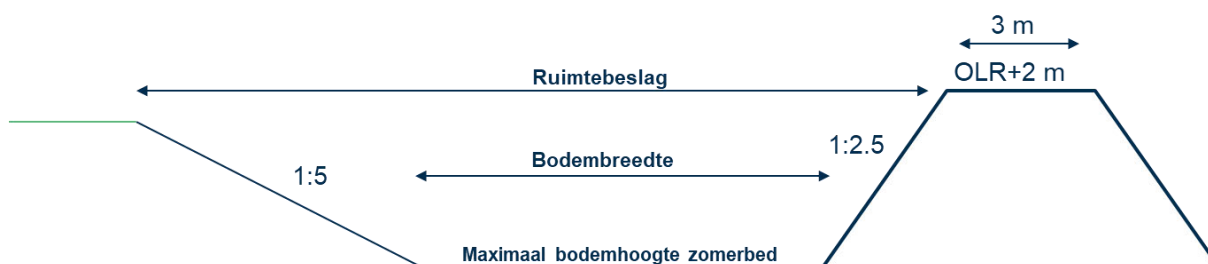 3 m
OLR+2 m
Ruimtebeslag
1:2.5
Bodembreedte
1:5
Maximaal bodemhoogte zomerbed